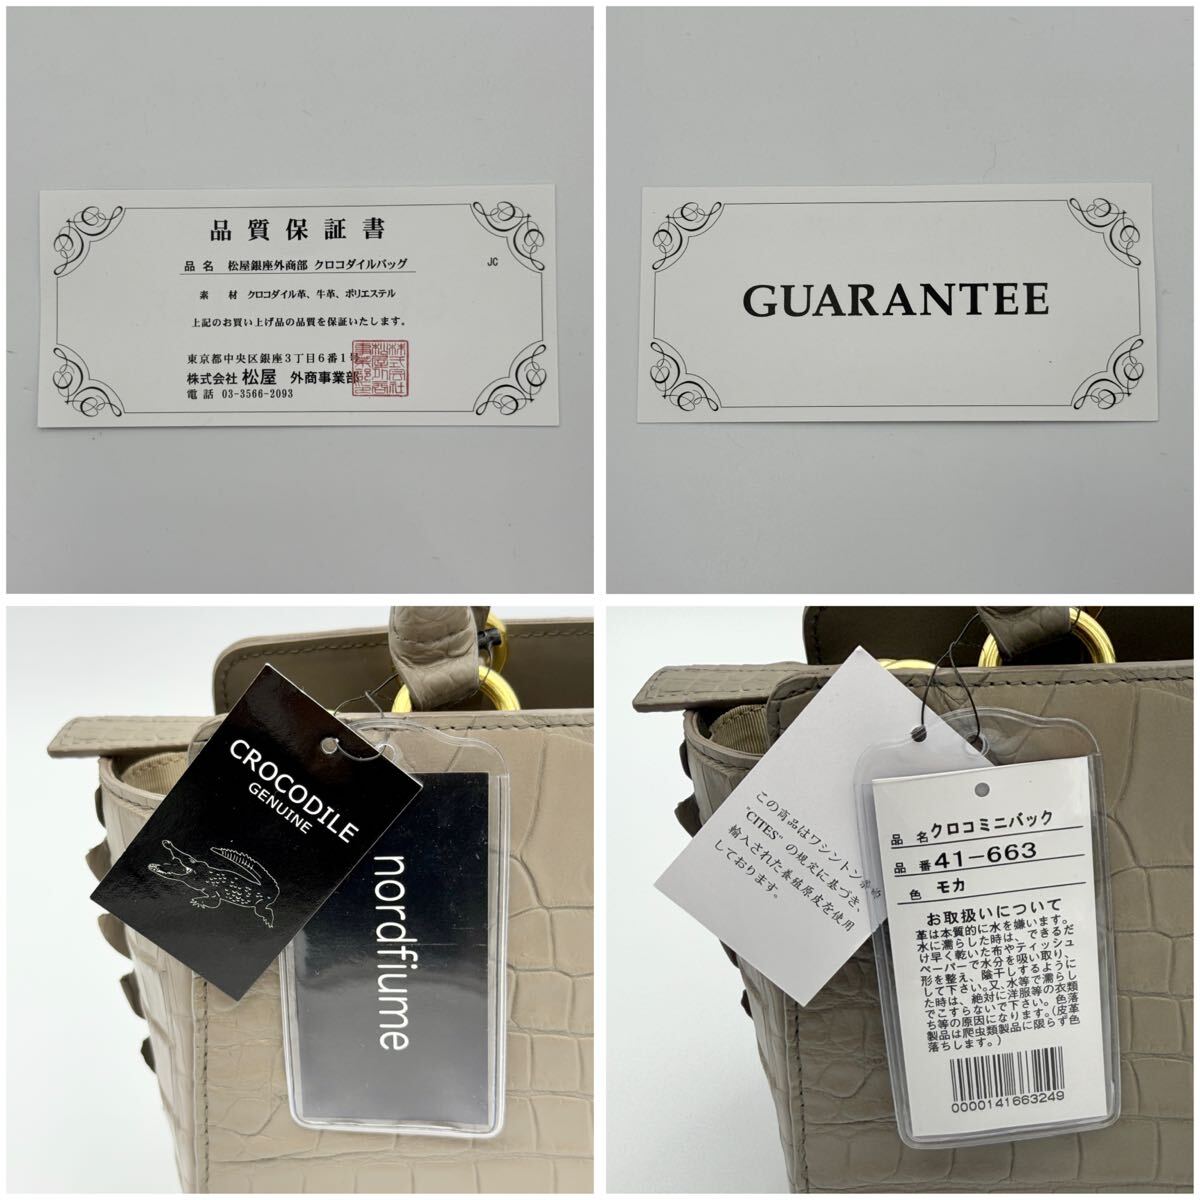 品質保証書
品名 松屋銀座外商部 クロコダイルバッグ
JC
素材 クロコダイル革、牛革、ポリエステル
上記のお買い上げ品の品質を保証いたします。
東京都中央区銀座3丁目6番1号
株式会社 松屋 外商事業部
電話 03-3566-2093
GUARANTEE
CROCODILE
GENUINE
nordfiume
この商品はワシントン条約
"CITES" の規定に基づき、
輸入された養殖原皮を使用
しております。
品名 クロコミニバック
品番 41-663
色 モカ
お取扱いについて
革は本質的に水を嫌います。
水に濡らした時は、できるだ
け早く乾いた布やティッシュ
ペーパーで水分を吸い取り、
形を整え、陰干しするように
して下さい。又、水等で濡らし
た時は、絶対に洋服等の衣類
でこすらないで下さい。色落
ち等の原因になります。(皮革
製品は爬虫類製品に限らず色
落ちします。)
0000141663249